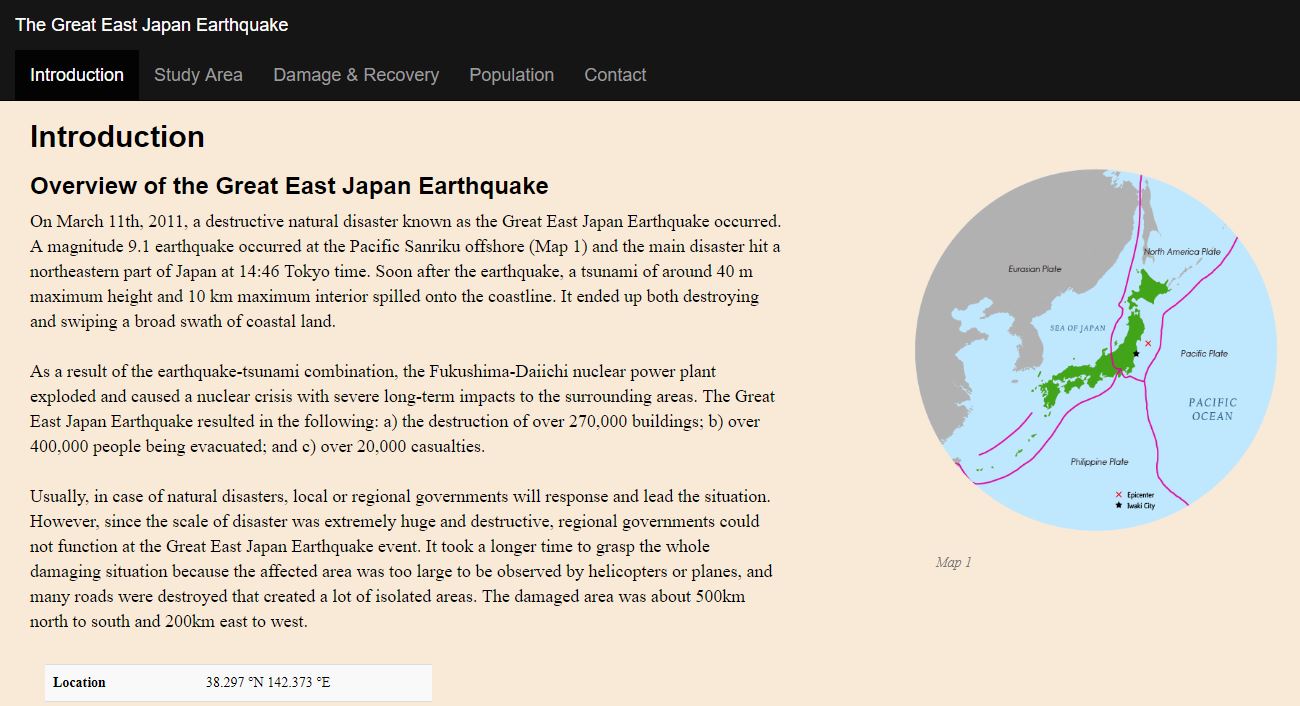 The Great East Japan Earthquake
Introduction Study Area Damage & Recovery Population Contact
Introduction
Overview of the Great East Japan Earthquake
On March 11th, 2011, a destructive natural disaster known as the Great East Japan Earthquake occurred.
A magnitude 9.1 earthquake occurred at the Pacific Sanriku offshore (Map 1) and the main disaster hit a
northeastern part of Japan at 14:46 Tokyo time. Soon after the earthquake, a tsunami of around 40 m
maximum height and 10 km maximum interior spilled onto the coastline. It ended up both destroying
and swiping a broad swath of coastal land.
As a result of the earthquake-tsunami combination, the Fukushima-Daiichi nuclear power plant
exploded and caused a nuclear crisis with severe long-term impacts to the surrounding areas. The Great
East Japan Earthquake resulted in the following: a) the destruction of over 270,000 buildings; b) over
400,000 people being evacuated; and c) over 20,000 casualties.
Usually, in case of natural disasters, local or regional governments will response and lead the situation.
However, since the scale of disaster was extremely huge and destructive, regional governments could
not function at the Great East Japan Earthquake event. It took a longer time to grasp the whole
damaging situation because the affected area was too large to be observed by helicopters or planes, and
many roads were destroyed that created a lot of isolated areas. The damaged area was about 500km
north to south and 200km east to west.
Location 38.297 °N 142.373 °E
North America Plate
Eurasian Plate
SEA OF JAPAN
Pacific Plate
PACIFIC
OCEAN
Philippine Plate
Epicenter
Iwaki City
Map 1